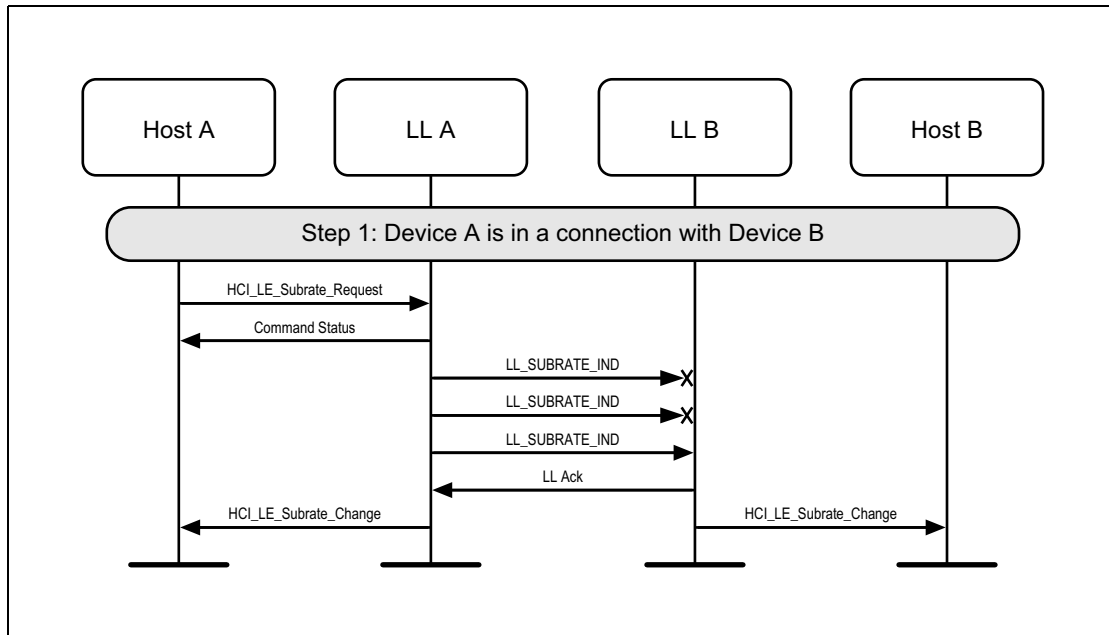 Host A
LL A
LL B
Host B
Step 1: Device A is in a connection with Device B
HCI_LE_Subrate_Request
Command Status
LL_SUBRATE_IND
LL_SUBRATE_IND
LL_SUBRATE_IND
LL Ack
HCI_LE_Subrate_Change
HCI_LE_Subrate_Change